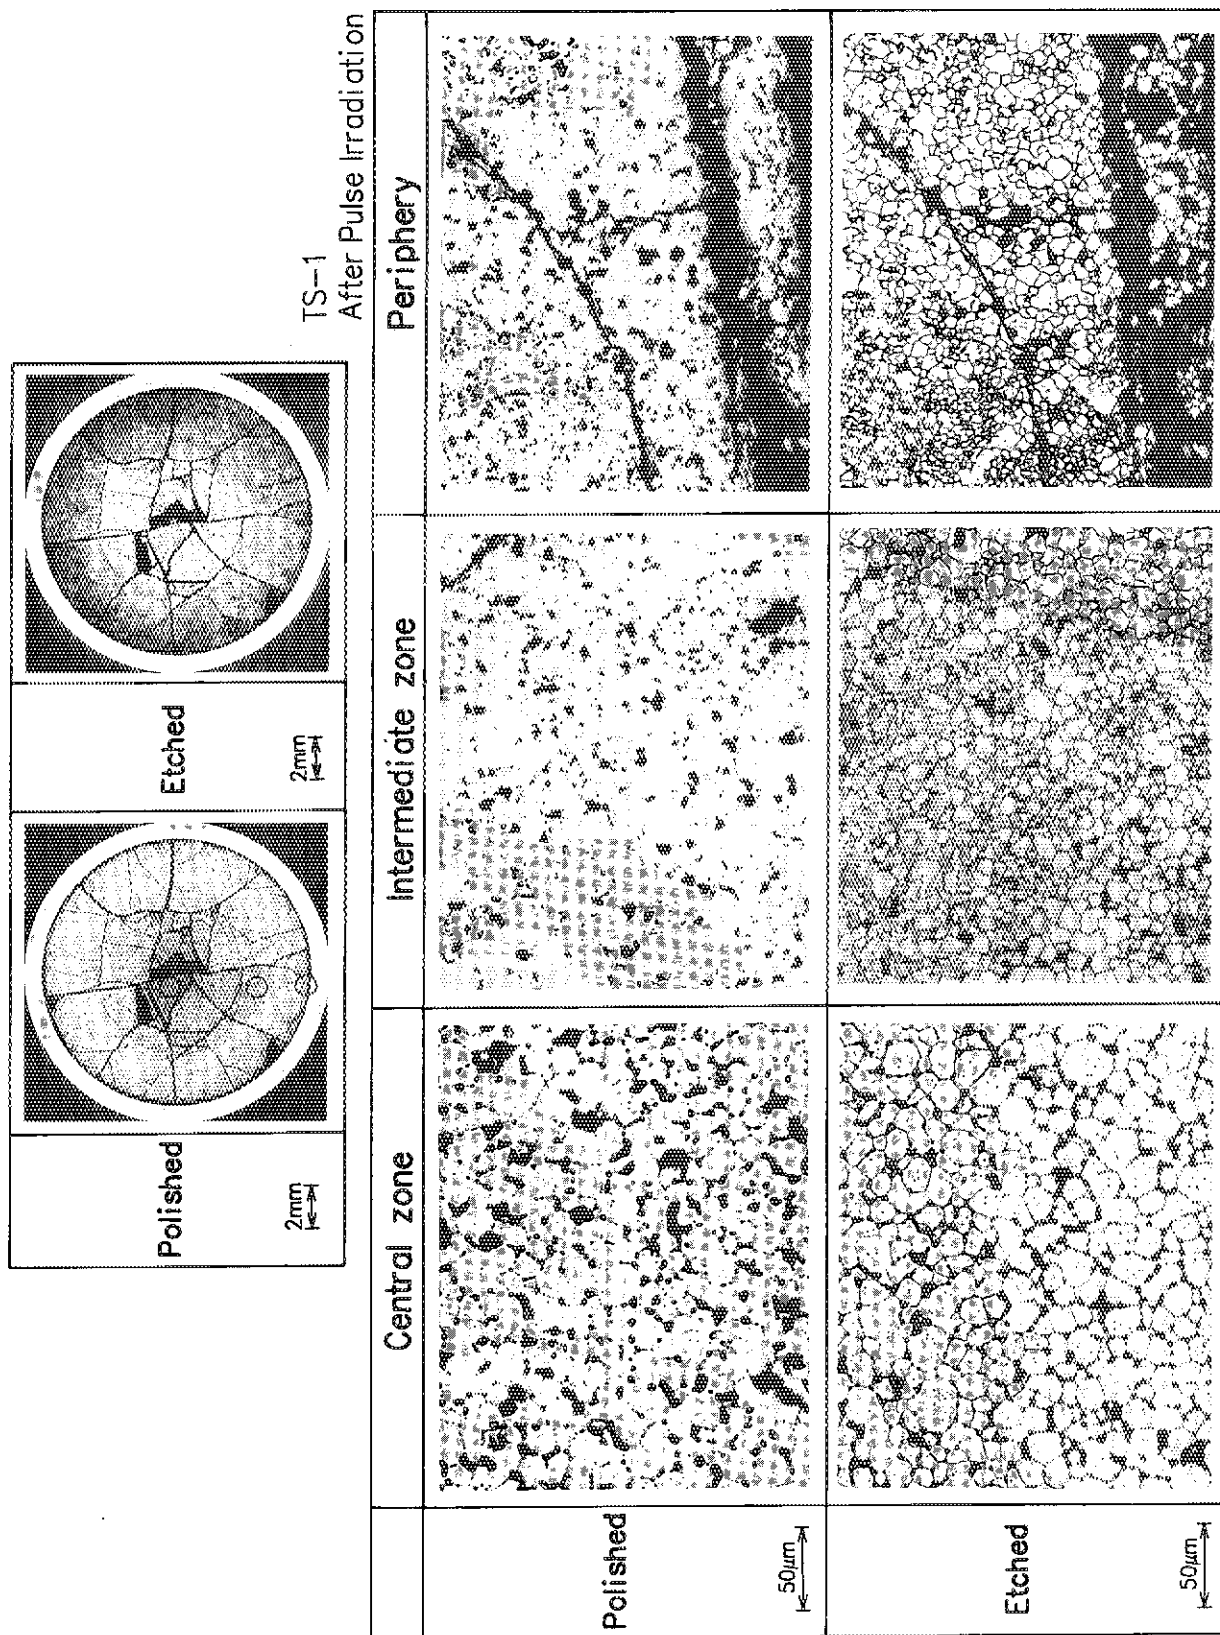 Polished
2mm
Etched
2mm
TS-1
After Pulse Irradiation
Central zone
Intermediate zone
Periphery
Polished
50μm
Etched
50μm